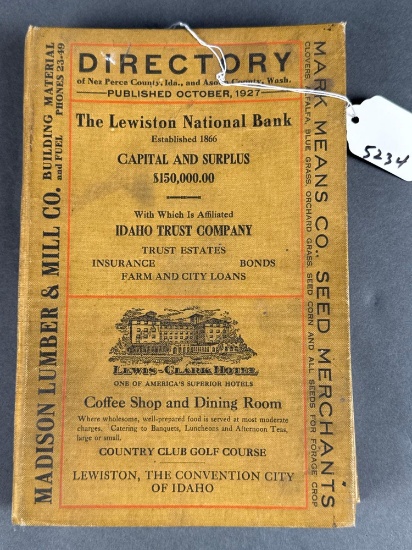 DIRECTORY
of Nez Perce County, Ida., and Asotin County, Wash.
PUBLISHED OCTOBER, 1927
The Lewiston National Bank
Established 1866
CAPITAL AND SURPLUS
$150,000.00
With Which Is Affiliated
IDAHO TRUST COMPANY
TRUST ESTATES
INSURANCE BONDS
FARM AND CITY LOANS
LEWIS-CLARK HOTEL
ONE OF AMERICA'S SUPERIOR HOTELS
Coffee Shop and Dining Room
Where wholesome, well-prepared food is served at most moderate
charges. Catering to Banquets, Luncheons and Afternoon Teas,
large or small.
COUNTRY CLUB GOLF COURSE
LEWISTON, THE CONVENTION CITY
OF IDAHO
MADISON LUMBER & MILL CO. BUILDING MATERIAL
and FUEL PHONES 23-49
MARK MEANS CO., SEED MERCHANTS
CLOVERS, ALFALFA, BLUE GRASS, ORCHARD GRASS, SEED CORN AND ALL SEEDS FOR FORAGE CROP
5234